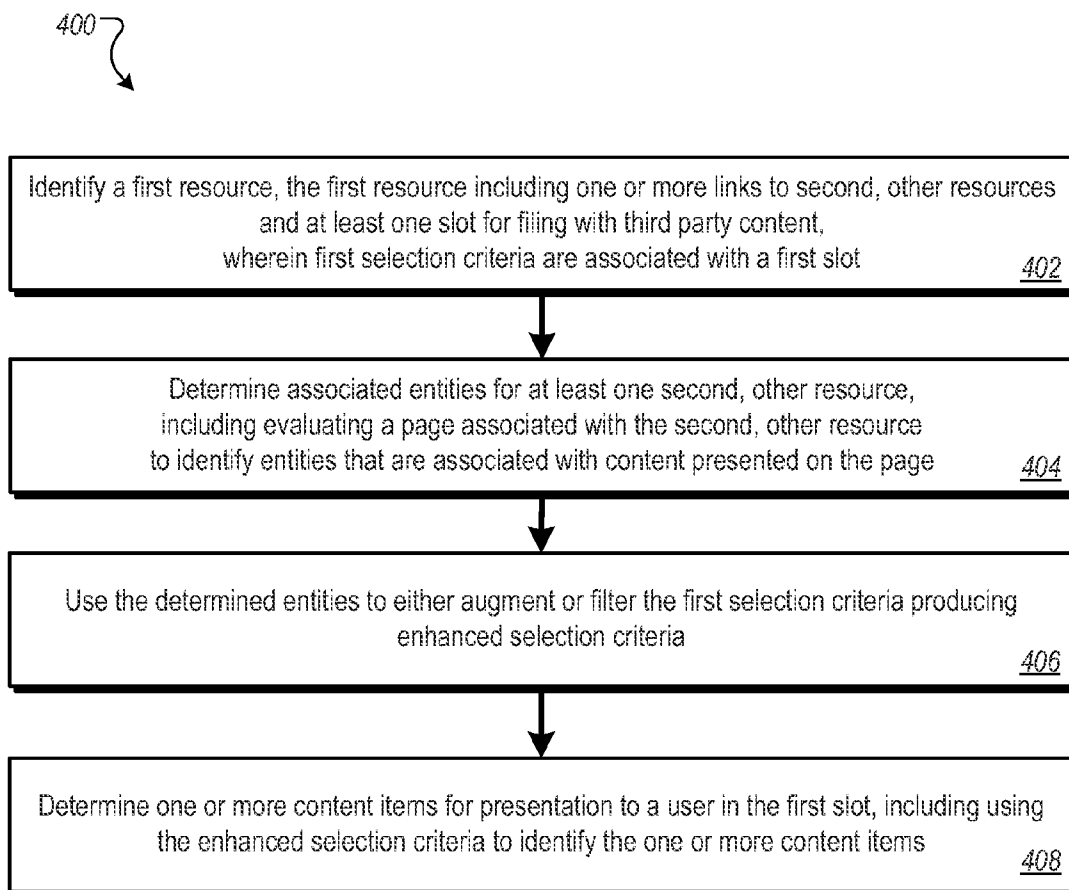 400
Identify a first resource, the first resource including one or more links to second, other resources
and at least one slot for filing with third party content,
wherein first selection criteria are associated with a first slot
402
Determine associated entities for at least one second, other resource,
including evaluating a page associated with the second, other resource
to identify entities that are associated with content presented on the page
404
Use the determined entities to either augment or filter the first selection criteria producing
enhanced selection criteria
406
Determine one or more content items for presentation to a user in the first slot, including using
the enhanced selection criteria to identify the one or more content items
408